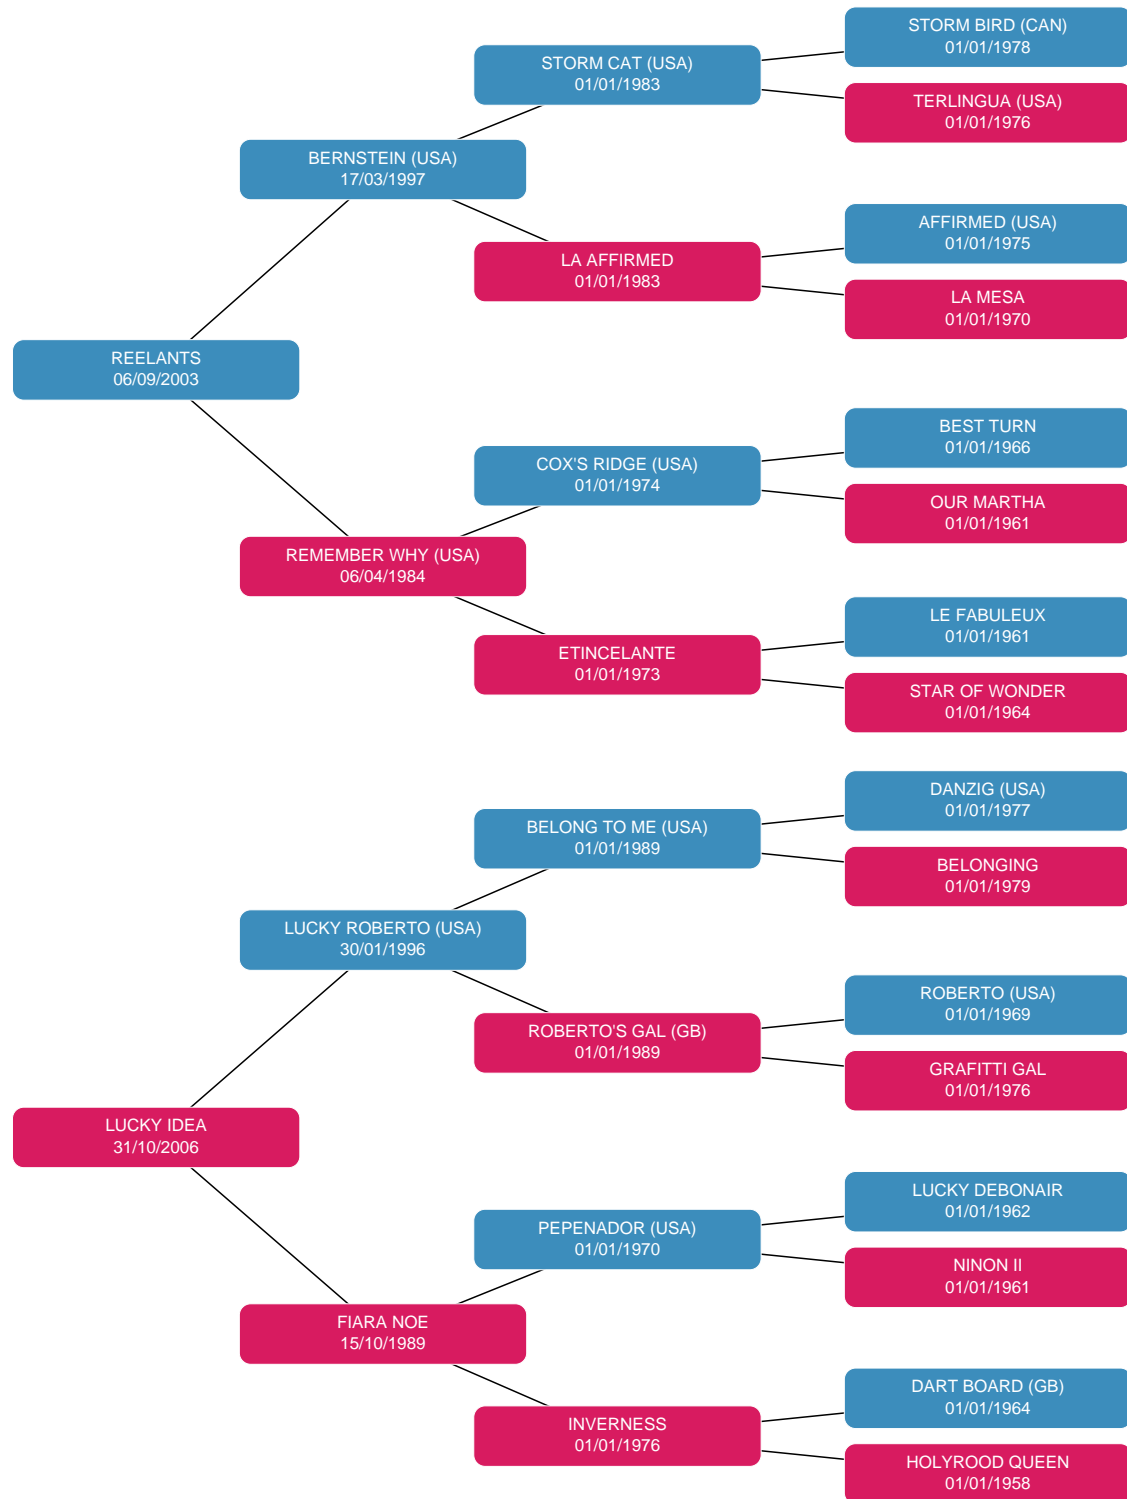 STORM BIRD (CAN)
01/01/1978
STORM CAT (USA)
01/01/1983
TERLINGUA (USA)
01/01/1976
BERNSTEIN (USA)
17/03/1997
AFFIRMED (USA)
01/01/1975
LA AFFIRMED
01/01/1983
LA MESA
01/01/1970
REELANTS
06/09/2003
BEST TURN
01/01/1966
COX'S RIDGE (USA)
01/01/1974
OUR MARTHA
01/01/1961
REMEMBER WHY (USA)
06/04/1984
LE FABULEUX
01/01/1961
ETINCELANTE
01/01/1973
STAR OF WONDER
01/01/1964
DANZIG (USA)
01/01/1977
BELONG TO ME (USA)
01/01/1989
BELONGING
01/01/1979
LUCKY ROBERTO (USA)
30/01/1996
ROBERTO (USA)
01/01/1969
ROBERTO'S GAL (GB)
01/01/1989
GRAFITTI GAL
01/01/1976
LUCKY IDEA
31/10/2006
LUCKY DEBONAIR
01/01/1962
PEPENADOR (USA)
01/01/1970
NINON II
01/01/1961
FIARA NOE
15/10/1989
DART BOARD (GB)
01/01/1964
INVERNESS
01/01/1976
HOLYROOD QUEEN
01/01/1958